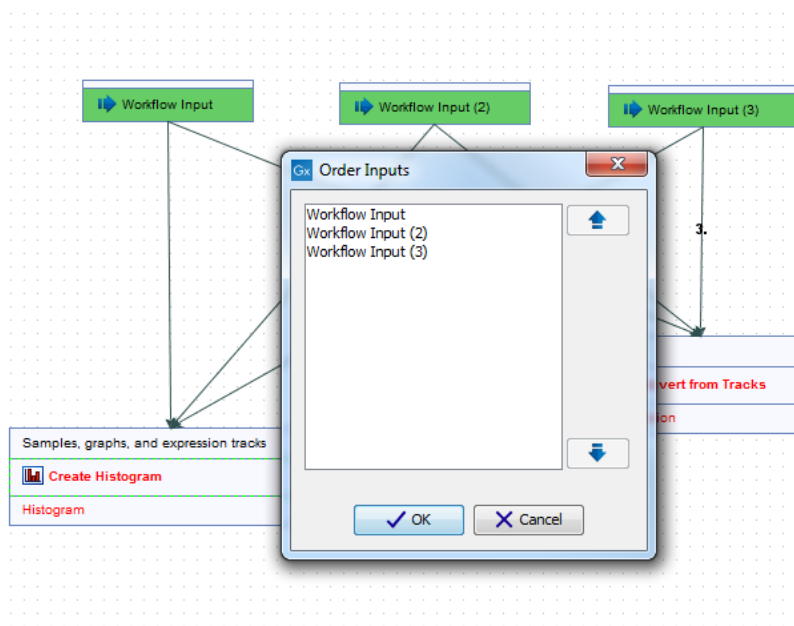 Workflow Input
Workflow Input (2)
Workflow Input (3)
Gx Order Inputs
Workflow Input
Workflow Input (2)
Workflow Input (3)
3.
vert from Tracks
ion
Samples, graphs, and expression tracks
Create Histogram
Histogram
OK
Cancel